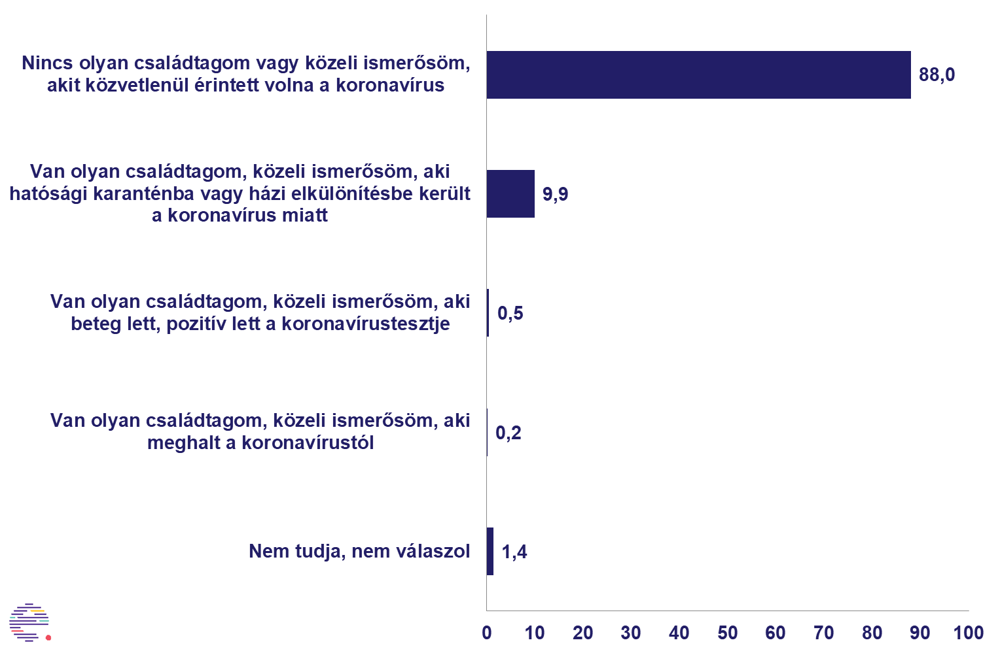 Nincs olyan családtagom vagy közeli ismerősöm,
akit közvetlenül érintett volna a koronavírus
88,0
Van olyan családtagom, közeli ismerősöm, aki
hatósági karanténba vagy házi elkülönítésbe került
a koronavírus miatt
9,9
Van olyan családtagom, közeli ismerősöm, aki
beteg lett, pozitív lett a koronavírustesztje
0,5
Van olyan családtagom, közeli ismerősöm, aki
meghalt a koronavírustól
0,2
Nem tudja, nem válaszol
1,4
0 10 20 30 40 50 60 70 80 90 100